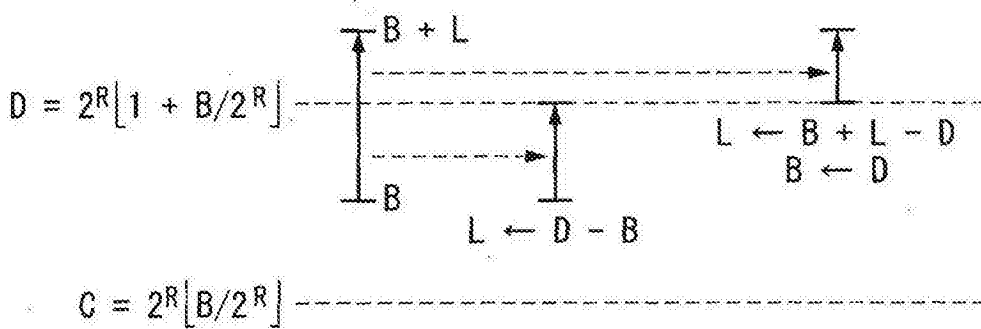 B + L
D = 2^R⌊1 + B/2^R⌋
L ← B + L - D
B ← D
B
L ← D - B
C = 2^R⌊B/2^R⌋